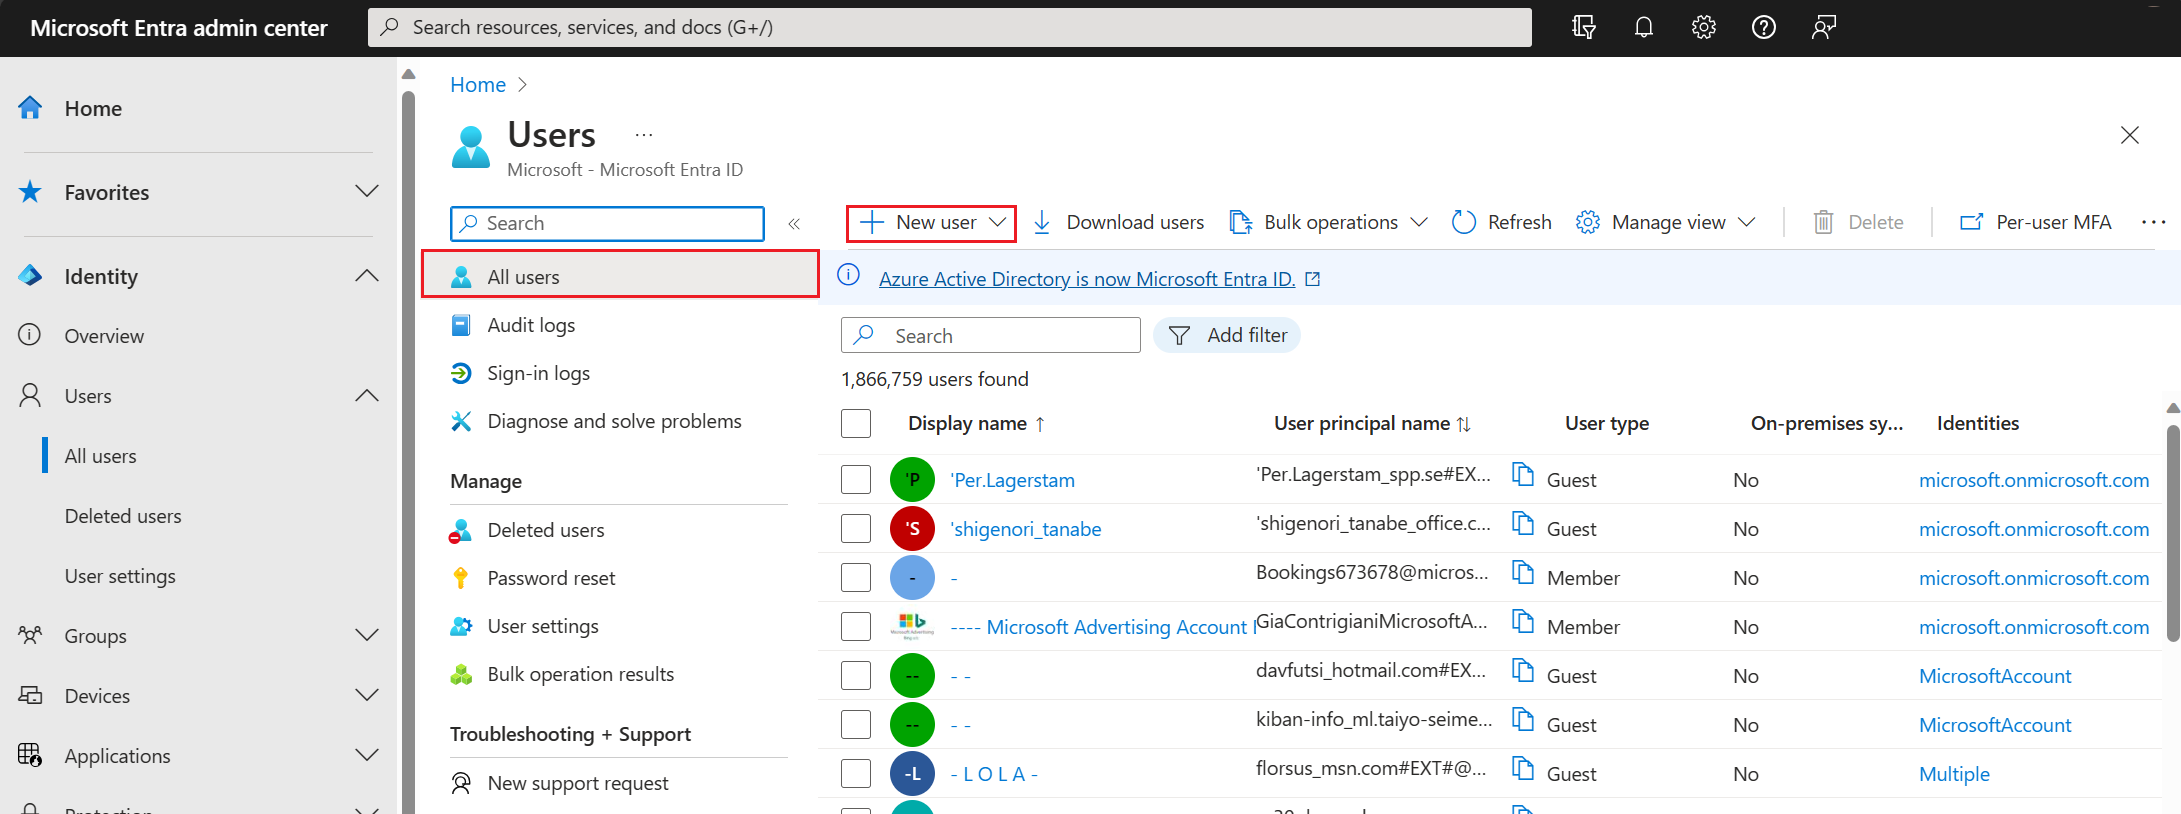 Microsoft Entra admin center
Search resources, services, and docs (G+/)
Home
Favorites
Identity
Overview
Users
All users
Deleted users
User settings
Groups
Devices
Applications
Protection
Home >
Users ...
Microsoft - Microsoft Entra ID
Search
All users
Audit logs
Sign-in logs
Diagnose and solve problems
Manage
Deleted users
Password reset
User settings
Bulk operation results
Troubleshooting + Support
New support request
New user Download users Bulk operations Refresh Manage view Delete Per-user MFA ...
Azure Active Directory is now Microsoft Entra ID.
Search Add filter
1,866,759 users found
Display name ↑ User principal name ↑↓ User type On-premises sy... Identities
'P 'Per.Lagerstam 'Per.Lagerstam_spp.se#EX... Guest No microsoft.onmicrosoft.com
'S 'shigenori_tanabe 'shigenori_tanabe_office.c... Guest No microsoft.onmicrosoft.com
- - Bookings673678@micros... Member No microsoft.onmicrosoft.com
---- Microsoft Advertising Account GiaContrigianiMicrosoftA... Member No microsoft.onmicrosoft.com
-- - - davfutsi_hotmail.com#EX... Guest No MicrosoftAccount
-- - - kiban-info_ml.taiyo-seime... Guest No MicrosoftAccount
-L - L O L A - florsus_msn.com#EXT#@... Guest No Multiple